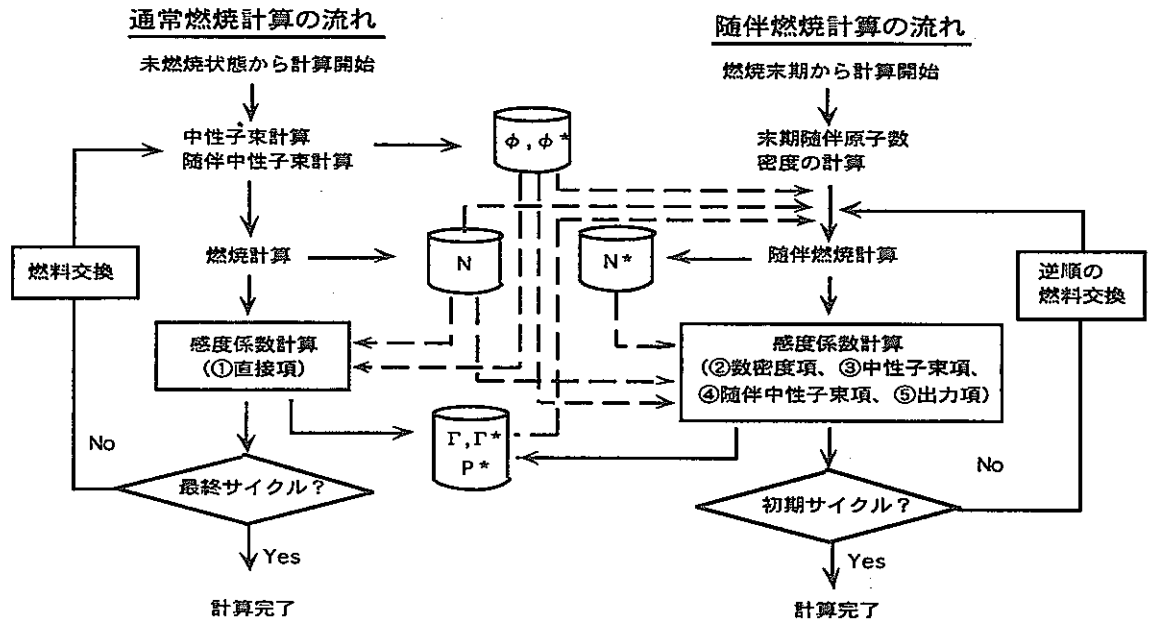 通常燃焼計算の流れ
未燃焼状態から計算開始
中性子束計算
随伴中性子束計算
燃焼計算
燃料交換
感度係数計算
(①直接項)
No
最終サイクル？
Yes
計算完了
φ, φ*
N
N*
Γ, Γ*
P*
随伴燃焼計算の流れ
燃焼末期から計算開始
末期随伴原子数
密度の計算
随伴燃焼計算
逆順の
燃料交換
感度係数計算
(②数密度項、③中性子束項、
④随伴中性子束項、⑤出力項)
No
初期サイクル？
Yes
計算完了